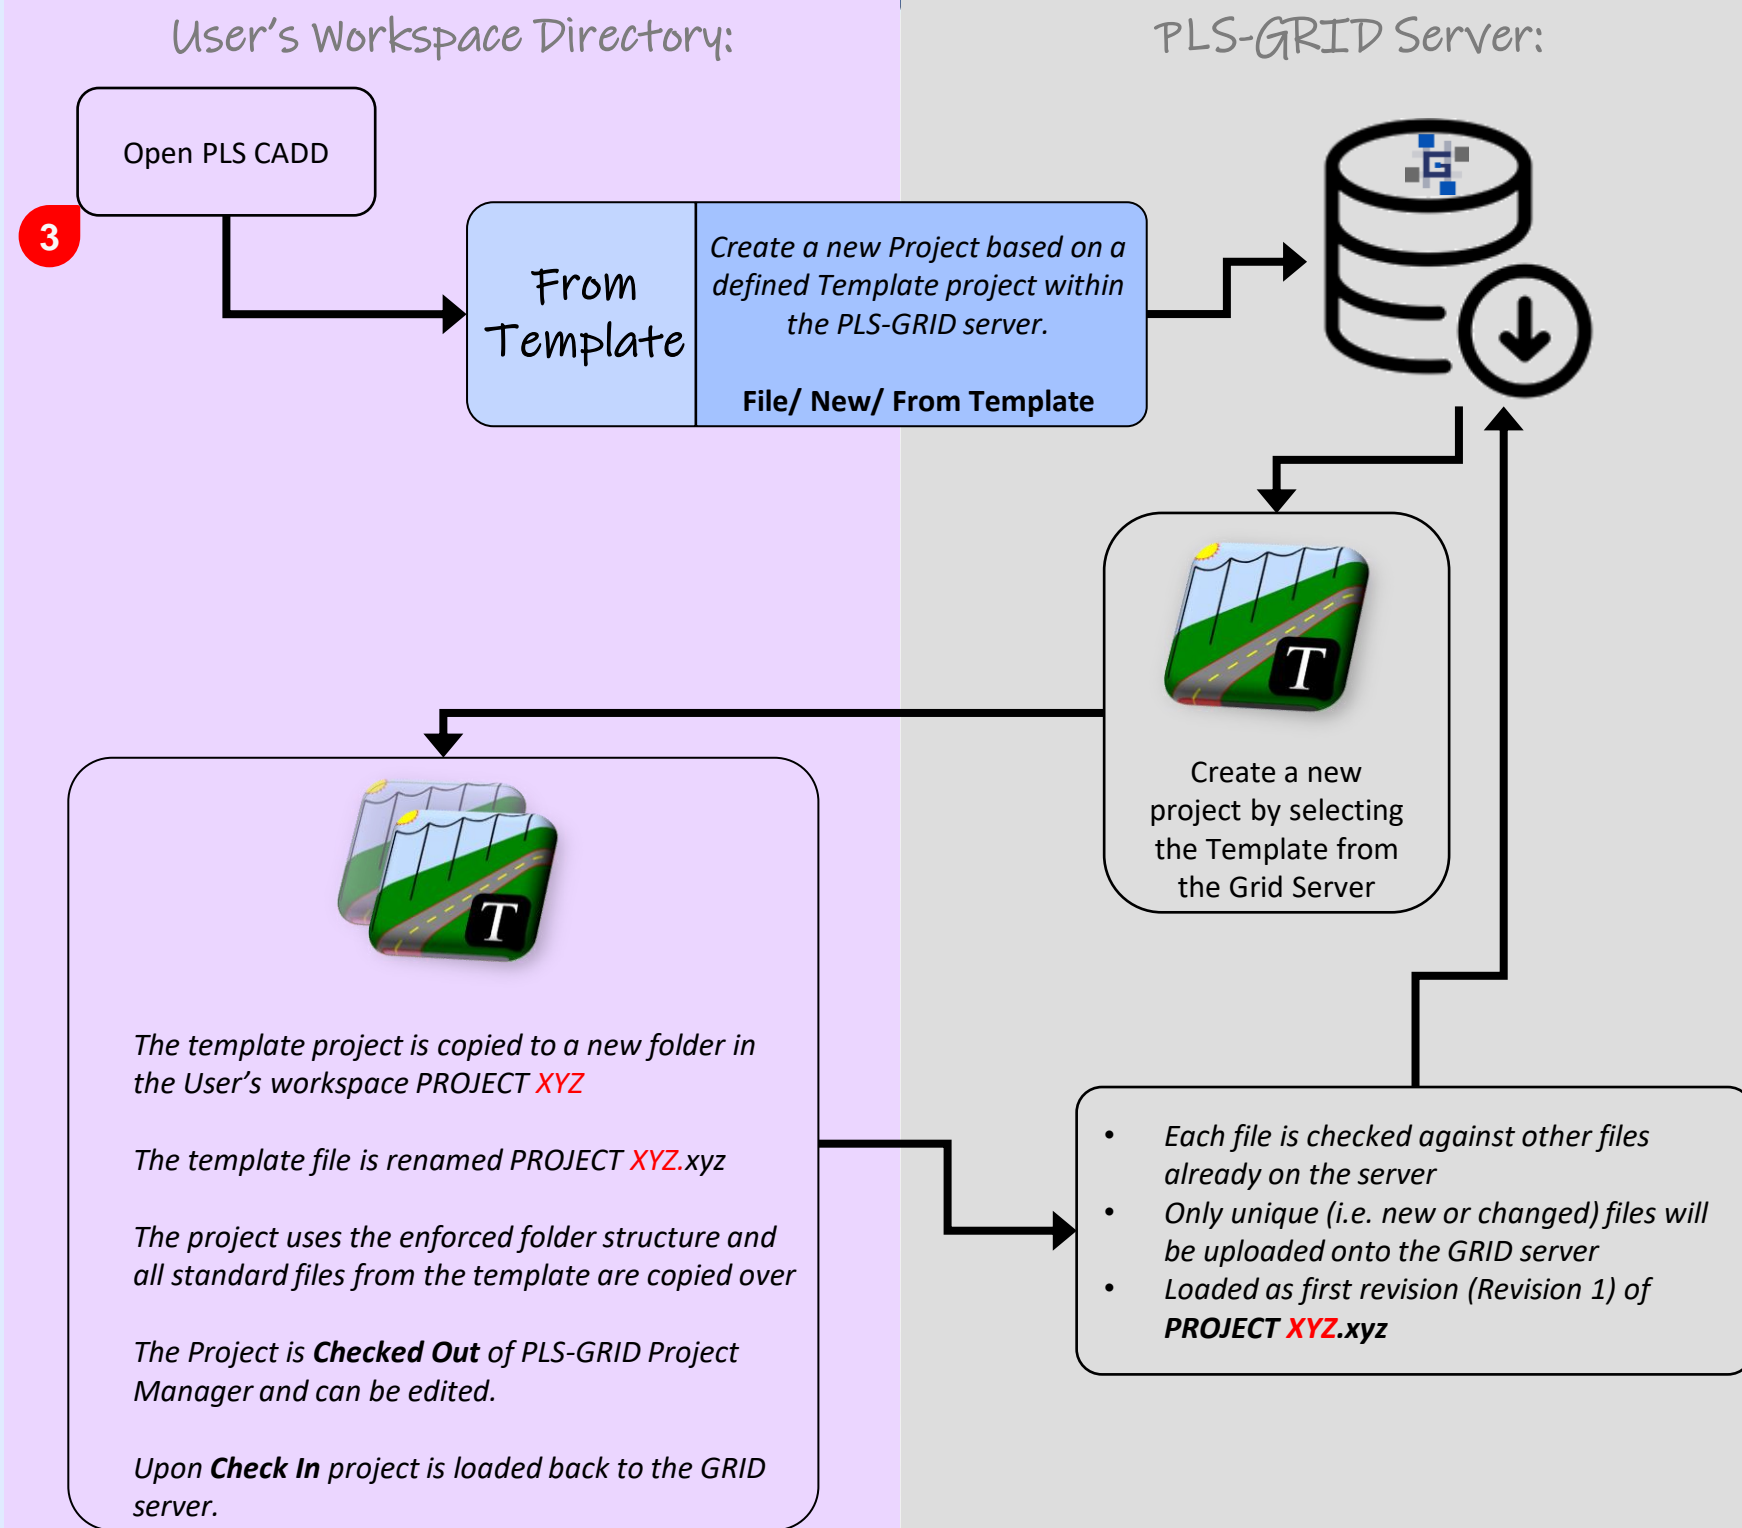 User's Workspace Directory:
PLS-GRID Server:
Open PLS CADD
3
From
Template
Create a new Project based on a
defined Template project within
the PLS-GRID server.
File/ New/ From Template
G
T
Create a new
project by selecting
the Template from
the Grid Server
T
The template project is copied to a new folder in
the User's workspace PROJECT XYZ
The template file is renamed PROJECT XYZ.xyz
The project uses the enforced folder structure and
all standard files from the template are copied over
The Project is Checked Out of PLS-GRID Project
Manager and can be edited.
Upon Check In project is loaded back to the GRID
server.
• Each file is checked against other files
already on the server
• Only unique (i.e. new or changed) files will
be uploaded onto the GRID server
• Loaded as first revision (Revision 1) of
PROJECT XYZ.xyz